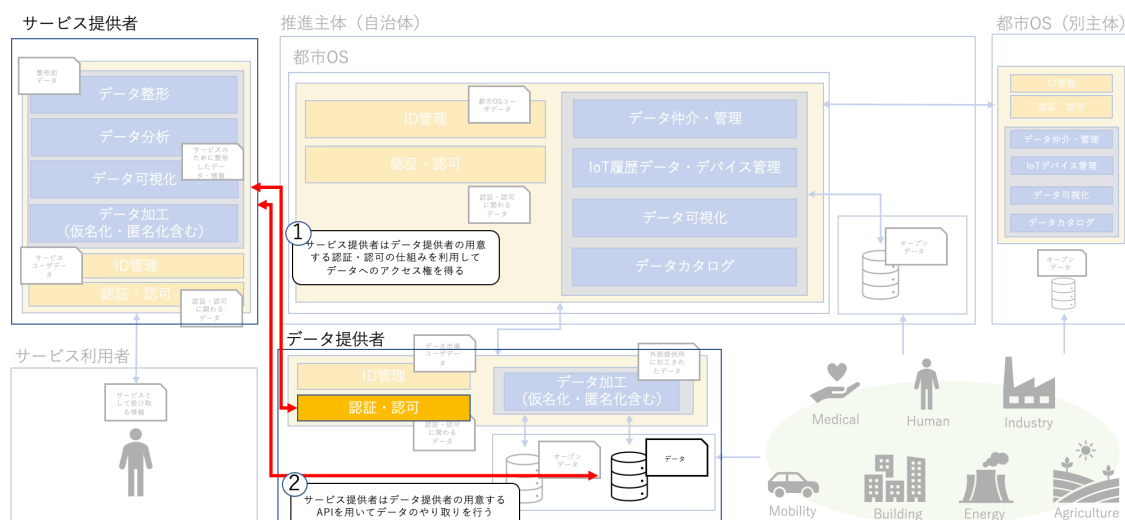 サービス提供者
整形前
データ
データ整形
データ分析
サービスの
ために整形
したデー
タ・情報
データ可視化
データ加工
(仮名化・匿名化含む)
サービス
ユーザデー
タ
ID管理
認証・認可
認証・認可
に関わる
データ
サービス利用者
サービスと
して受け取
る情報
推進主体（自治体）
都市OS
都市OSユー
ザデータ
ID管理
認証・認可
認証・認可
に関わる
データ
データ仲介・管理
IoT履歴データ・デバイス管理
データ可視化
データカタログ
①
サービス提供者はデータ提供者の用意
する認証・認可の仕組みを利用して
データへのアクセス権を得る
オープン
データ
都市OS（別主体）
ID管理
認証・認可
データ仲介・管理
IoTデバイス管理
データ可視化
データカタログ
オープン
データ
データ提供者
データ市場
ユーザデー
タ
ID管理
認証・認可
認証・認可
に関わる
データ
外部提供用
に加工され
たデータ
データ加工
(仮名化・匿名化含む)
オープン
データ
データ
②
サービス提供者はデータ提供者の用意する
APIを用いてデータのやり取りを行う
Medical
Human
Industry
Mobility
Building
Energy
Agriculture